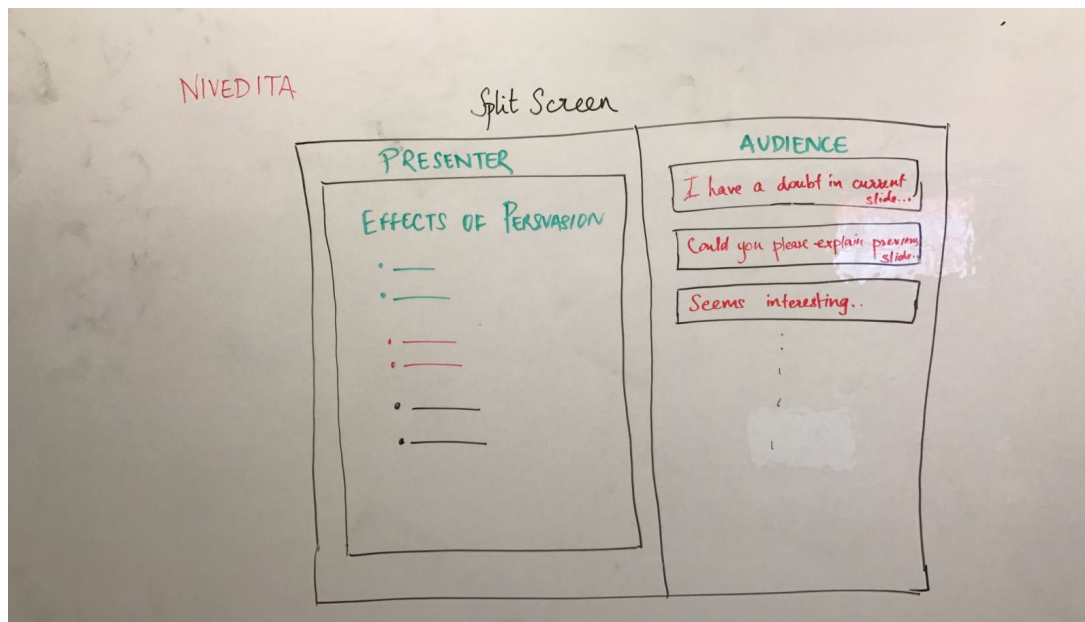 NIVEDITA
Split Screen
PRESENTER
EFFECTS OF PERSUASION
AUDIENCE
I have a doubt in current
slide...
Could you please explain previous
slide..
Seems interesting..